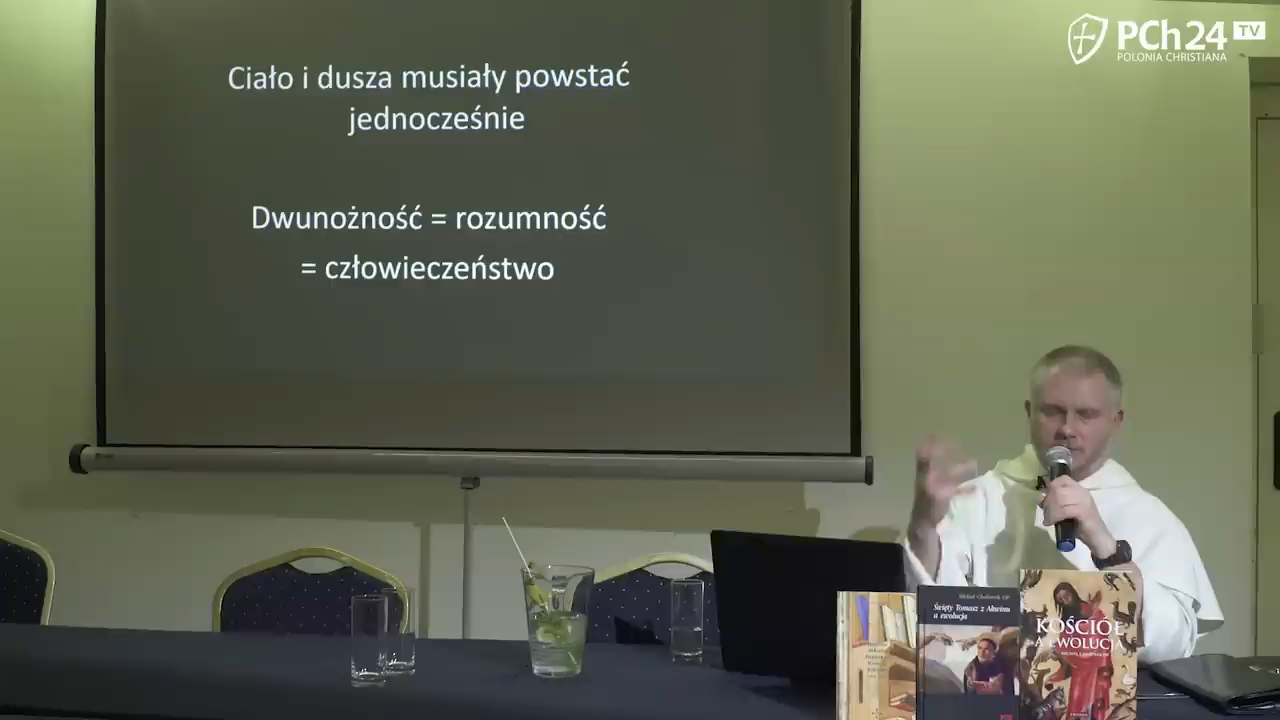 PCh24 TV
POLONIA CHRISTIANA
Ciało i dusza musiały powstać
jednocześnie
Dwunożność = rozumność
= człowieczeństwo
Święty Tomasz z Akwinu
a ewolucja
KOŚCIÓŁ
A EWOLUCJA